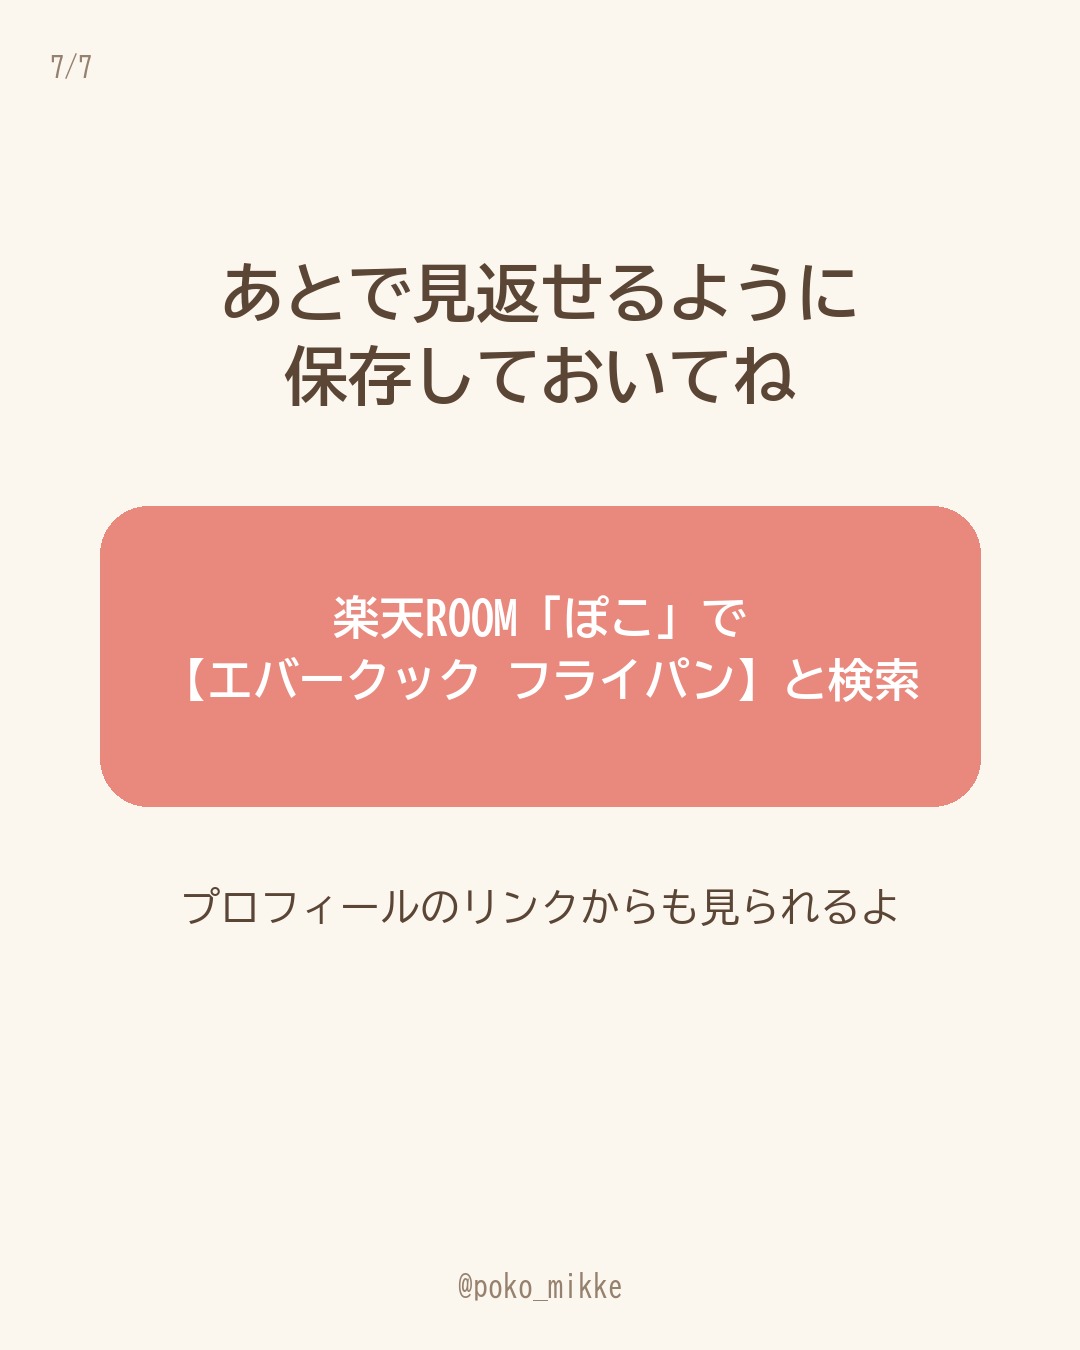 7/7
あとで見返せるように
保存しておいてね
楽天ROOM「ぽこ」で
【エバークック フライパン】と検索
プロフィールのリンクからも見られるよ
@poko_mikke